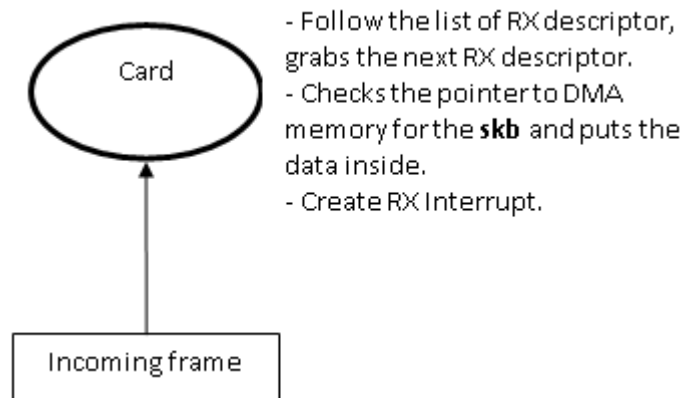 - Follow the list of RX descriptor,
grabs the next RX descriptor.
- Checks the pointer to DMA
memory for the skb and puts the
data inside.
- Create RX Interrupt.
Card
Incoming frame